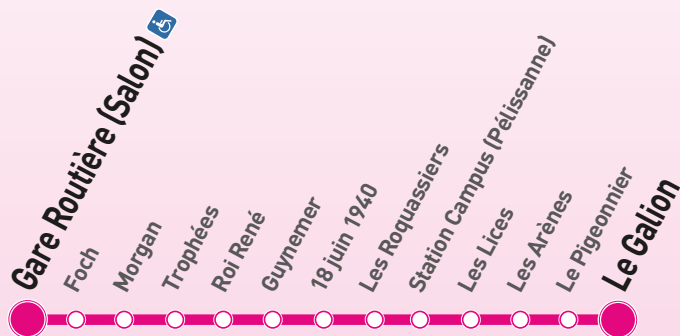 Gare Routière (Salon)
Foch
Morgan
Trophées
Roi René
Guynemer
18 juin 1940
Les Roquassiers
Station Campus (Pélissanne)
Les Lices
Les Arènes
Le Pigeonnier
Le Galion